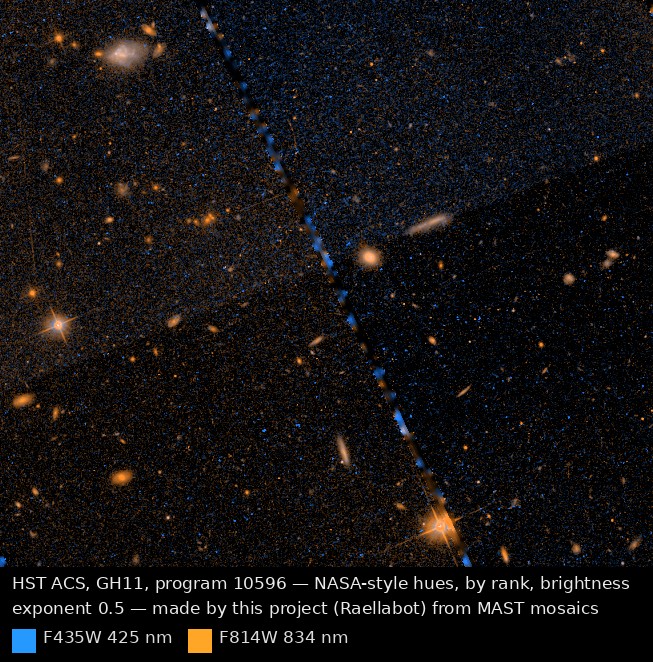 HST ACS, GH11, program 10596 — NASA-style hues, by rank, brightness
exponent 0.5 — made by this project (Raellabot) from MAST mosaics
F435W 425 nm F814W 834 nm